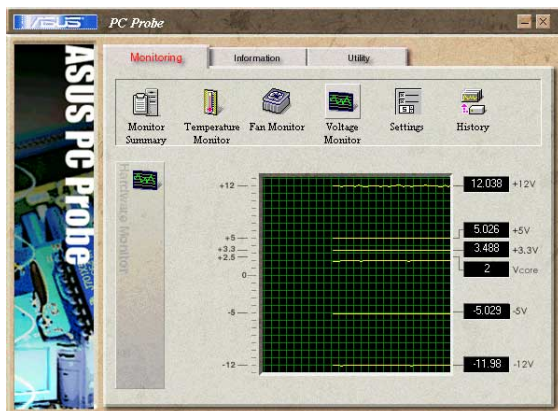 ASUS PC Probe
ASUS PC Probe
Monitoring Information Utility
Monitor Summary
Temperature Monitor
Fan Monitor
Voltage Monitor
Settings
History
Hardware Monitor
+12
+5
+3.3
+2.5
0
-5
-12
12.038 +12V
5.026 +5V
3.488 +3.3V
2 Vcore
-5.029 -5V
-11.98 -12V